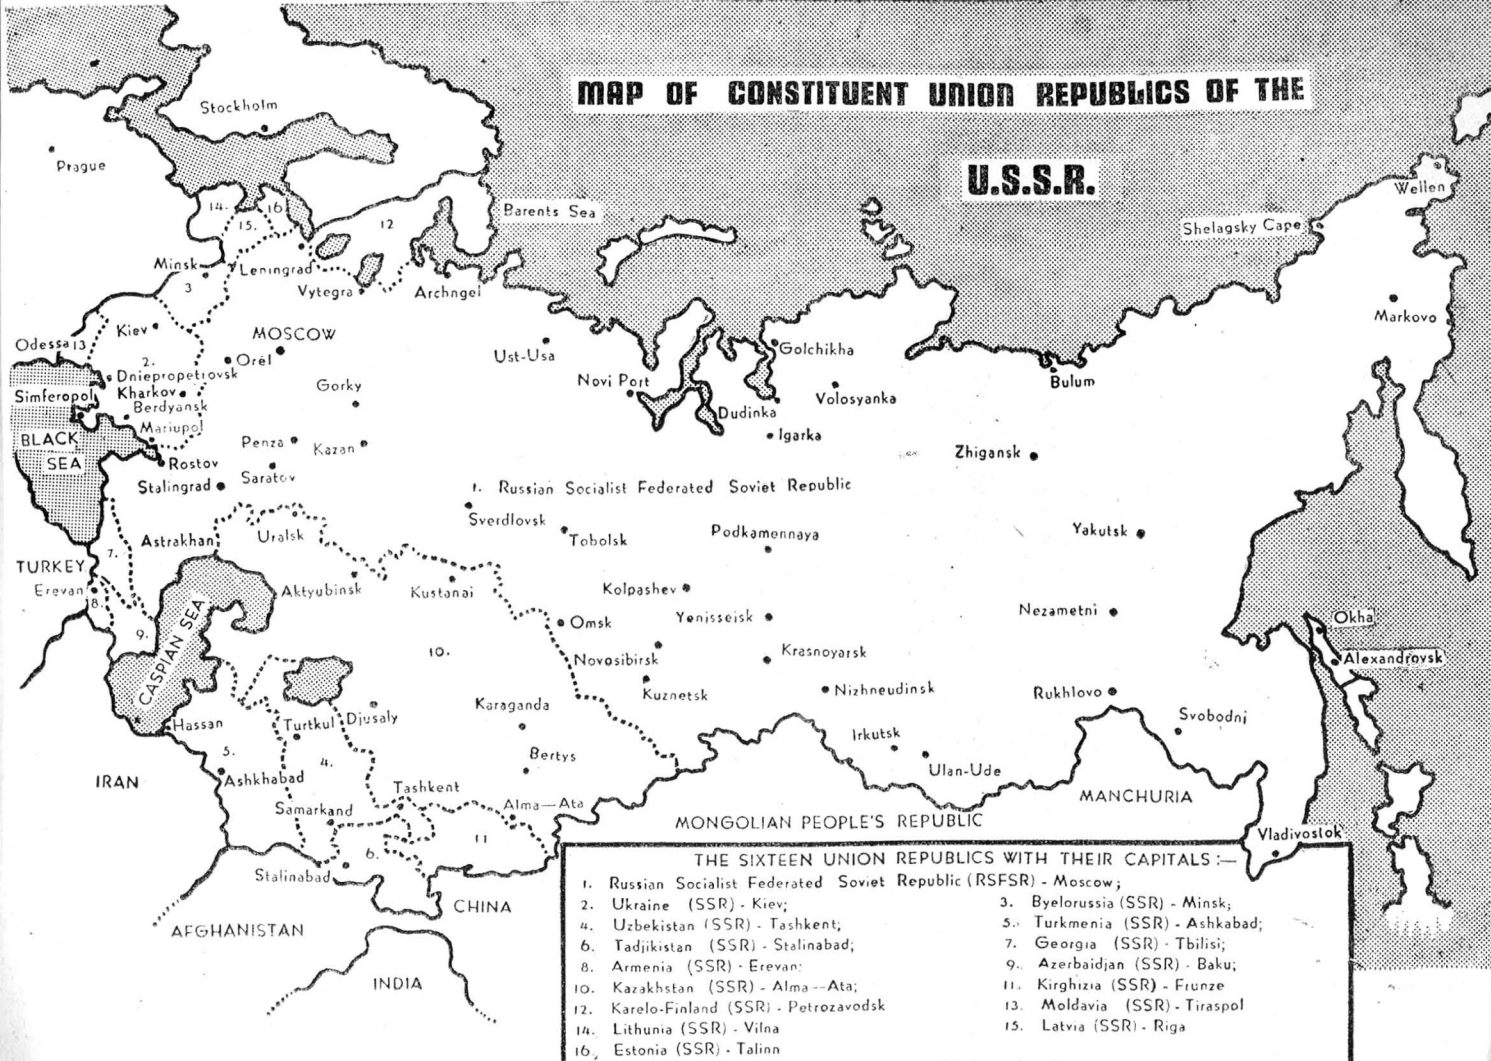 MAP OF CONSTITUENT UNION REPUBLICS OF THE
U.S.S.R.
Stockholm
Prague
Wellen
Barents Sea
Shelagsky Cape
14.
15.
16
12
Minsk
Leningrad
3
Vytegra
Archngel
Markovo
Odessa
13
Kiev
MOSCOW
2.
Orel
Ust-Usa
Golchikha
Dniepropetrovsk
Simferopol
Kharkov
Gorky
Novi Port
Volosyanka
Bulum
Berdyansk
Dudinka
Mariupol
BLACK
SEA
Penza
Kazan
Igarka
Zhigansk
Rostov
Stalingrad
Saratov
1. Russian Socialist Federated Soviet Republic
Sverdlovsk
Tobolsk
Podkamennaya
Yakutsk
Astrakhan
Uralsk
7.
TURKEY
Erevan
8.
Aktyubinsk
Kustanai
Kolpashev
Yenisseisk
Nezametni
Okha
9.
CASPIAN SEA
10.
Omsk
Novosibirsk
Krasnoyarsk
Alexandrovsk
Kuznetsk
Nizhneudinsk
Rukhlovo
Hassan
Turtkul
Djusaly
Karaganda
Svobodni
5.
4.
Irkutsk
Bertys
IRAN
Ashkhabad
Ulan-Ude
Tashkent
MANCHURIA
Samarkand
Alma—Ata
MONGOLIAN PEOPLE'S REPUBLIC
11
Vladivostok
6.
Stalinabad
CHINA
AFGHANISTAN
INDIA
THE SIXTEEN UNION REPUBLICS WITH THEIR CAPITALS :—
1. Russian Socialist Federated Soviet Republic (RSFSR) - Moscow;
2. Ukraine (SSR) - Kiev;
3. Byelorussia (SSR) - Minsk;
4. Uzbekistan (SSR) - Tashkent;
5. Turkmenia (SSR) - Ashkabad;
6. Tadjikistan (SSR) - Stalinabad;
7. Georgia (SSR) - Tbilisi;
8. Armenia (SSR) - Erevan;
9. Azerbaidjan (SSR) - Baku;
10. Kazakhstan (SSR) - Alma--Ata;
11. Kirghizia (SSR) - Frunze
12. Karelo-Finland (SSR) - Petrozavodsk
13. Moldavia (SSR) - Tiraspol
14. Lithunia (SSR) - Vilna
15. Latvia (SSR) - Riga
16. Estonia (SSR) - Talinn